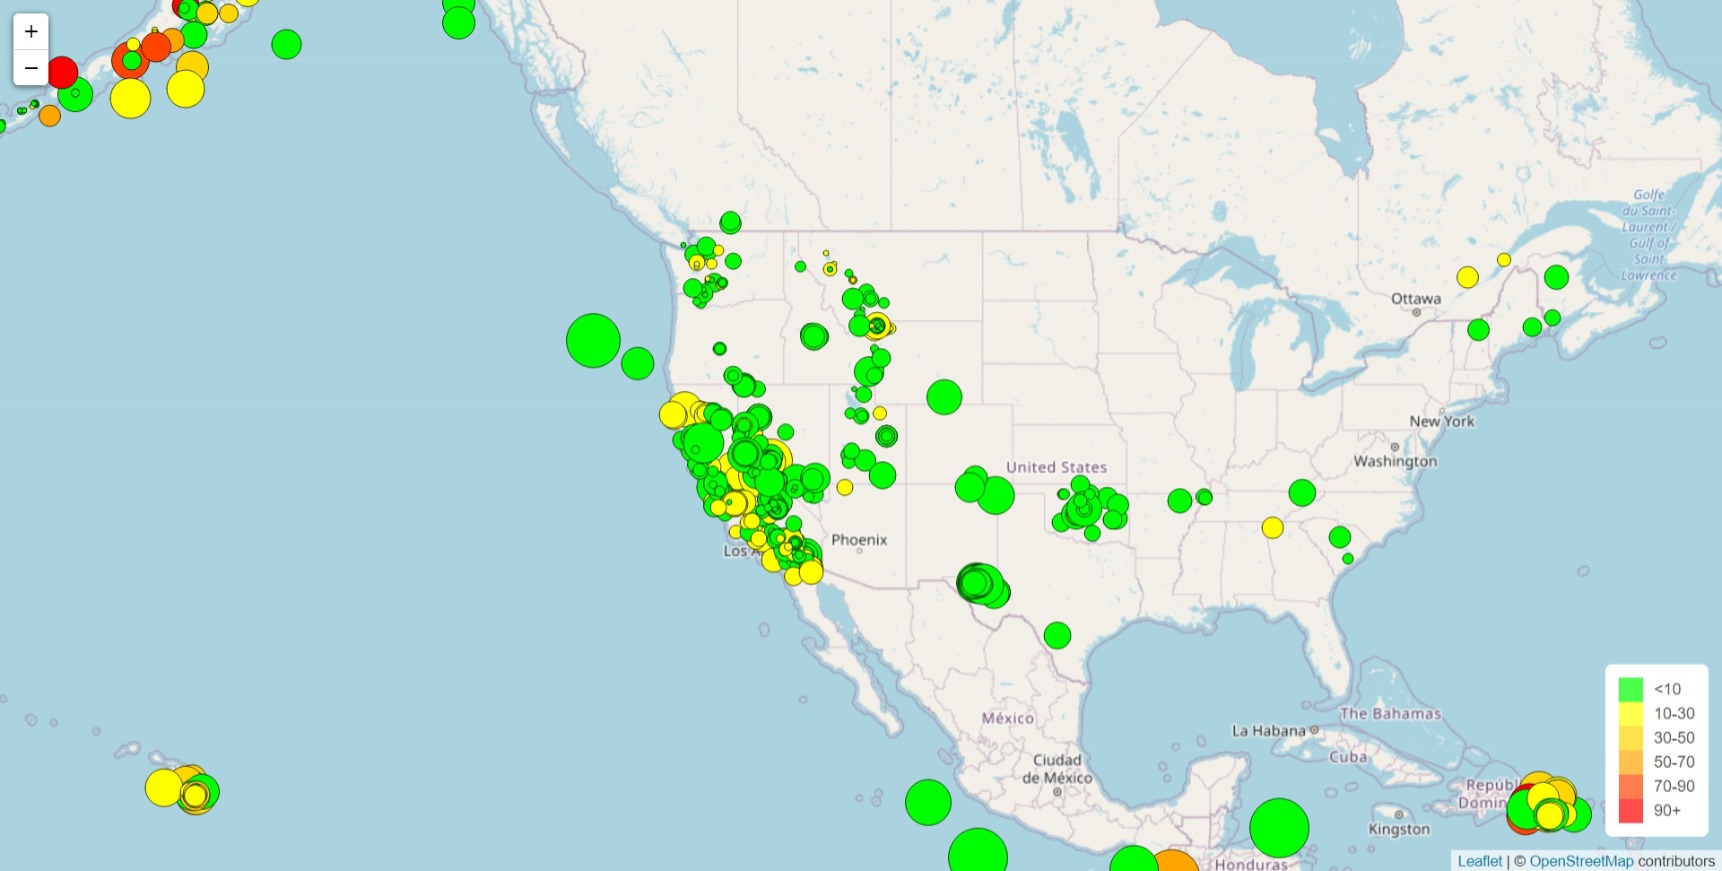 +
−
Golfe
du Saint-
Laurent /
Gulf of
Saint
Lawrence
Ottawa
New York
Washington
United States
Phoenix
Los A
México
Ciudad
de México
La Habana
The Bahamas
Cuba
Repúbl
Domin
Kingston
Honduras
<10
10-30
30-50
50-70
70-90
90+
Leaflet | © OpenStreetMap contributors